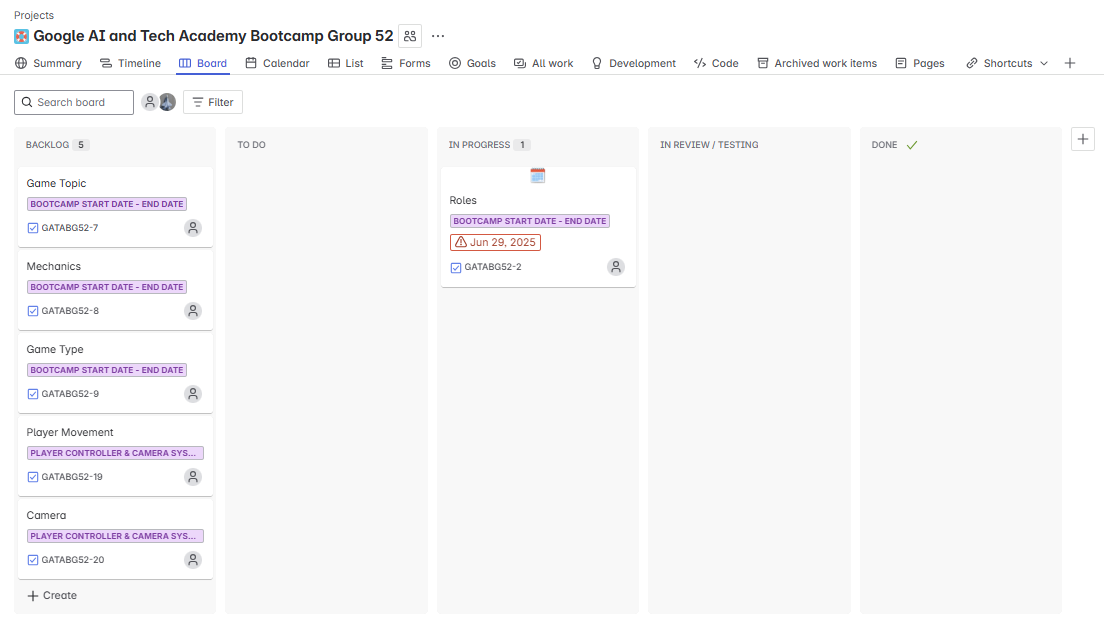 Projects
Google AI and Tech Academy Bootcamp Group 52
Summary Timeline Board Calendar List Forms Goals All work Development Code Archived work items Pages Shortcuts
Search board Filter
BACKLOG 5
Game Topic
BOOTCAMP START DATE - END DATE
GATABG52-7
Mechanics
BOOTCAMP START DATE - END DATE
GATABG52-8
Game Type
BOOTCAMP START DATE - END DATE
GATABG52-9
Player Movement
PLAYER CONTROLLER & CAMERA SYS...
GATABG52-19
Camera
PLAYER CONTROLLER & CAMERA SYS...
GATABG52-20
Create
TO DO
IN PROGRESS 1
Roles
BOOTCAMP START DATE - END DATE
Jun 29, 2025
GATABG52-2
IN REVIEW / TESTING
DONE